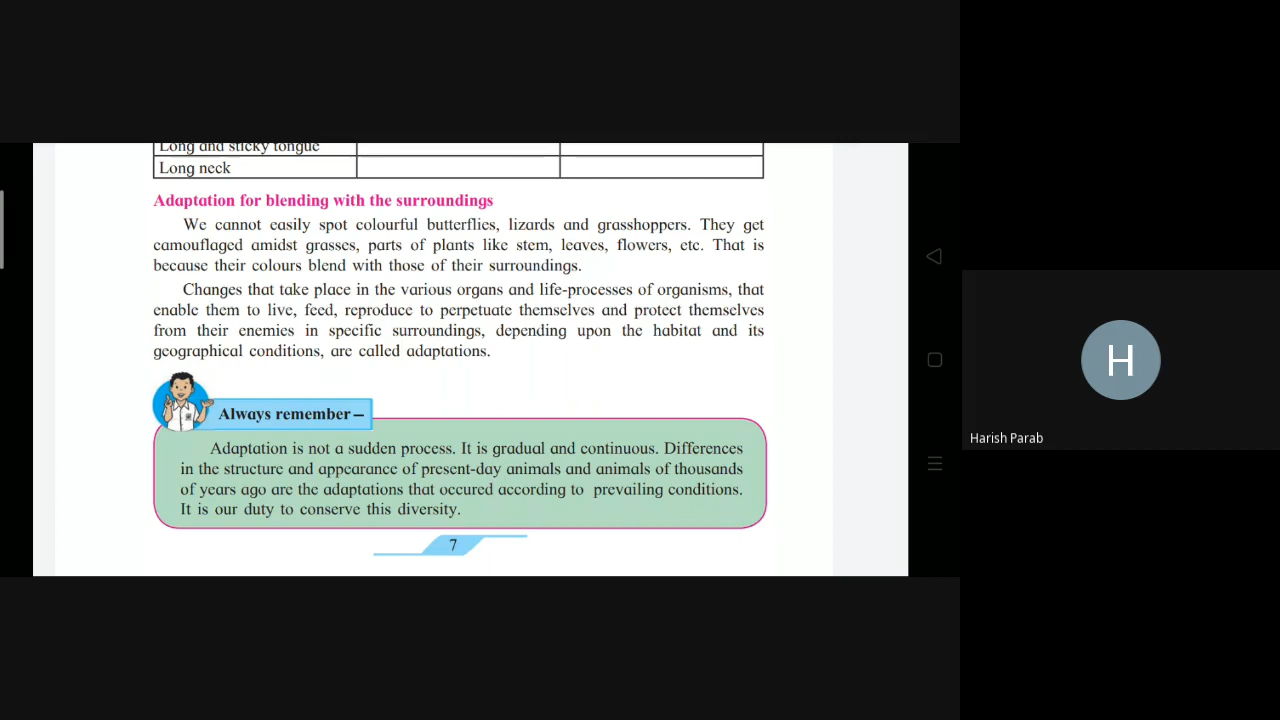 Long and sticky tongue
Long neck
Adaptation for blending with the surroundings
We cannot easily spot colourful butterflies, lizards and grasshoppers. They get
camouflaged amidst grasses, parts of plants like stem, leaves, flowers, etc. That is
because their colours blend with those of their surroundings.
Changes that take place in the various organs and life-processes of organisms, that
enable them to live, feed, reproduce to perpetuate themselves and protect themselves
from their enemies in specific surroundings, depending upon the habitat and its
geographical conditions, are called adaptations.
Always remember –
Adaptation is not a sudden process. It is gradual and continuous. Differences
in the structure and appearance of present-day animals and animals of thousands
of years ago are the adaptations that occured according to prevailing conditions.
It is our duty to conserve this diversity.
7
H
Harish Parab